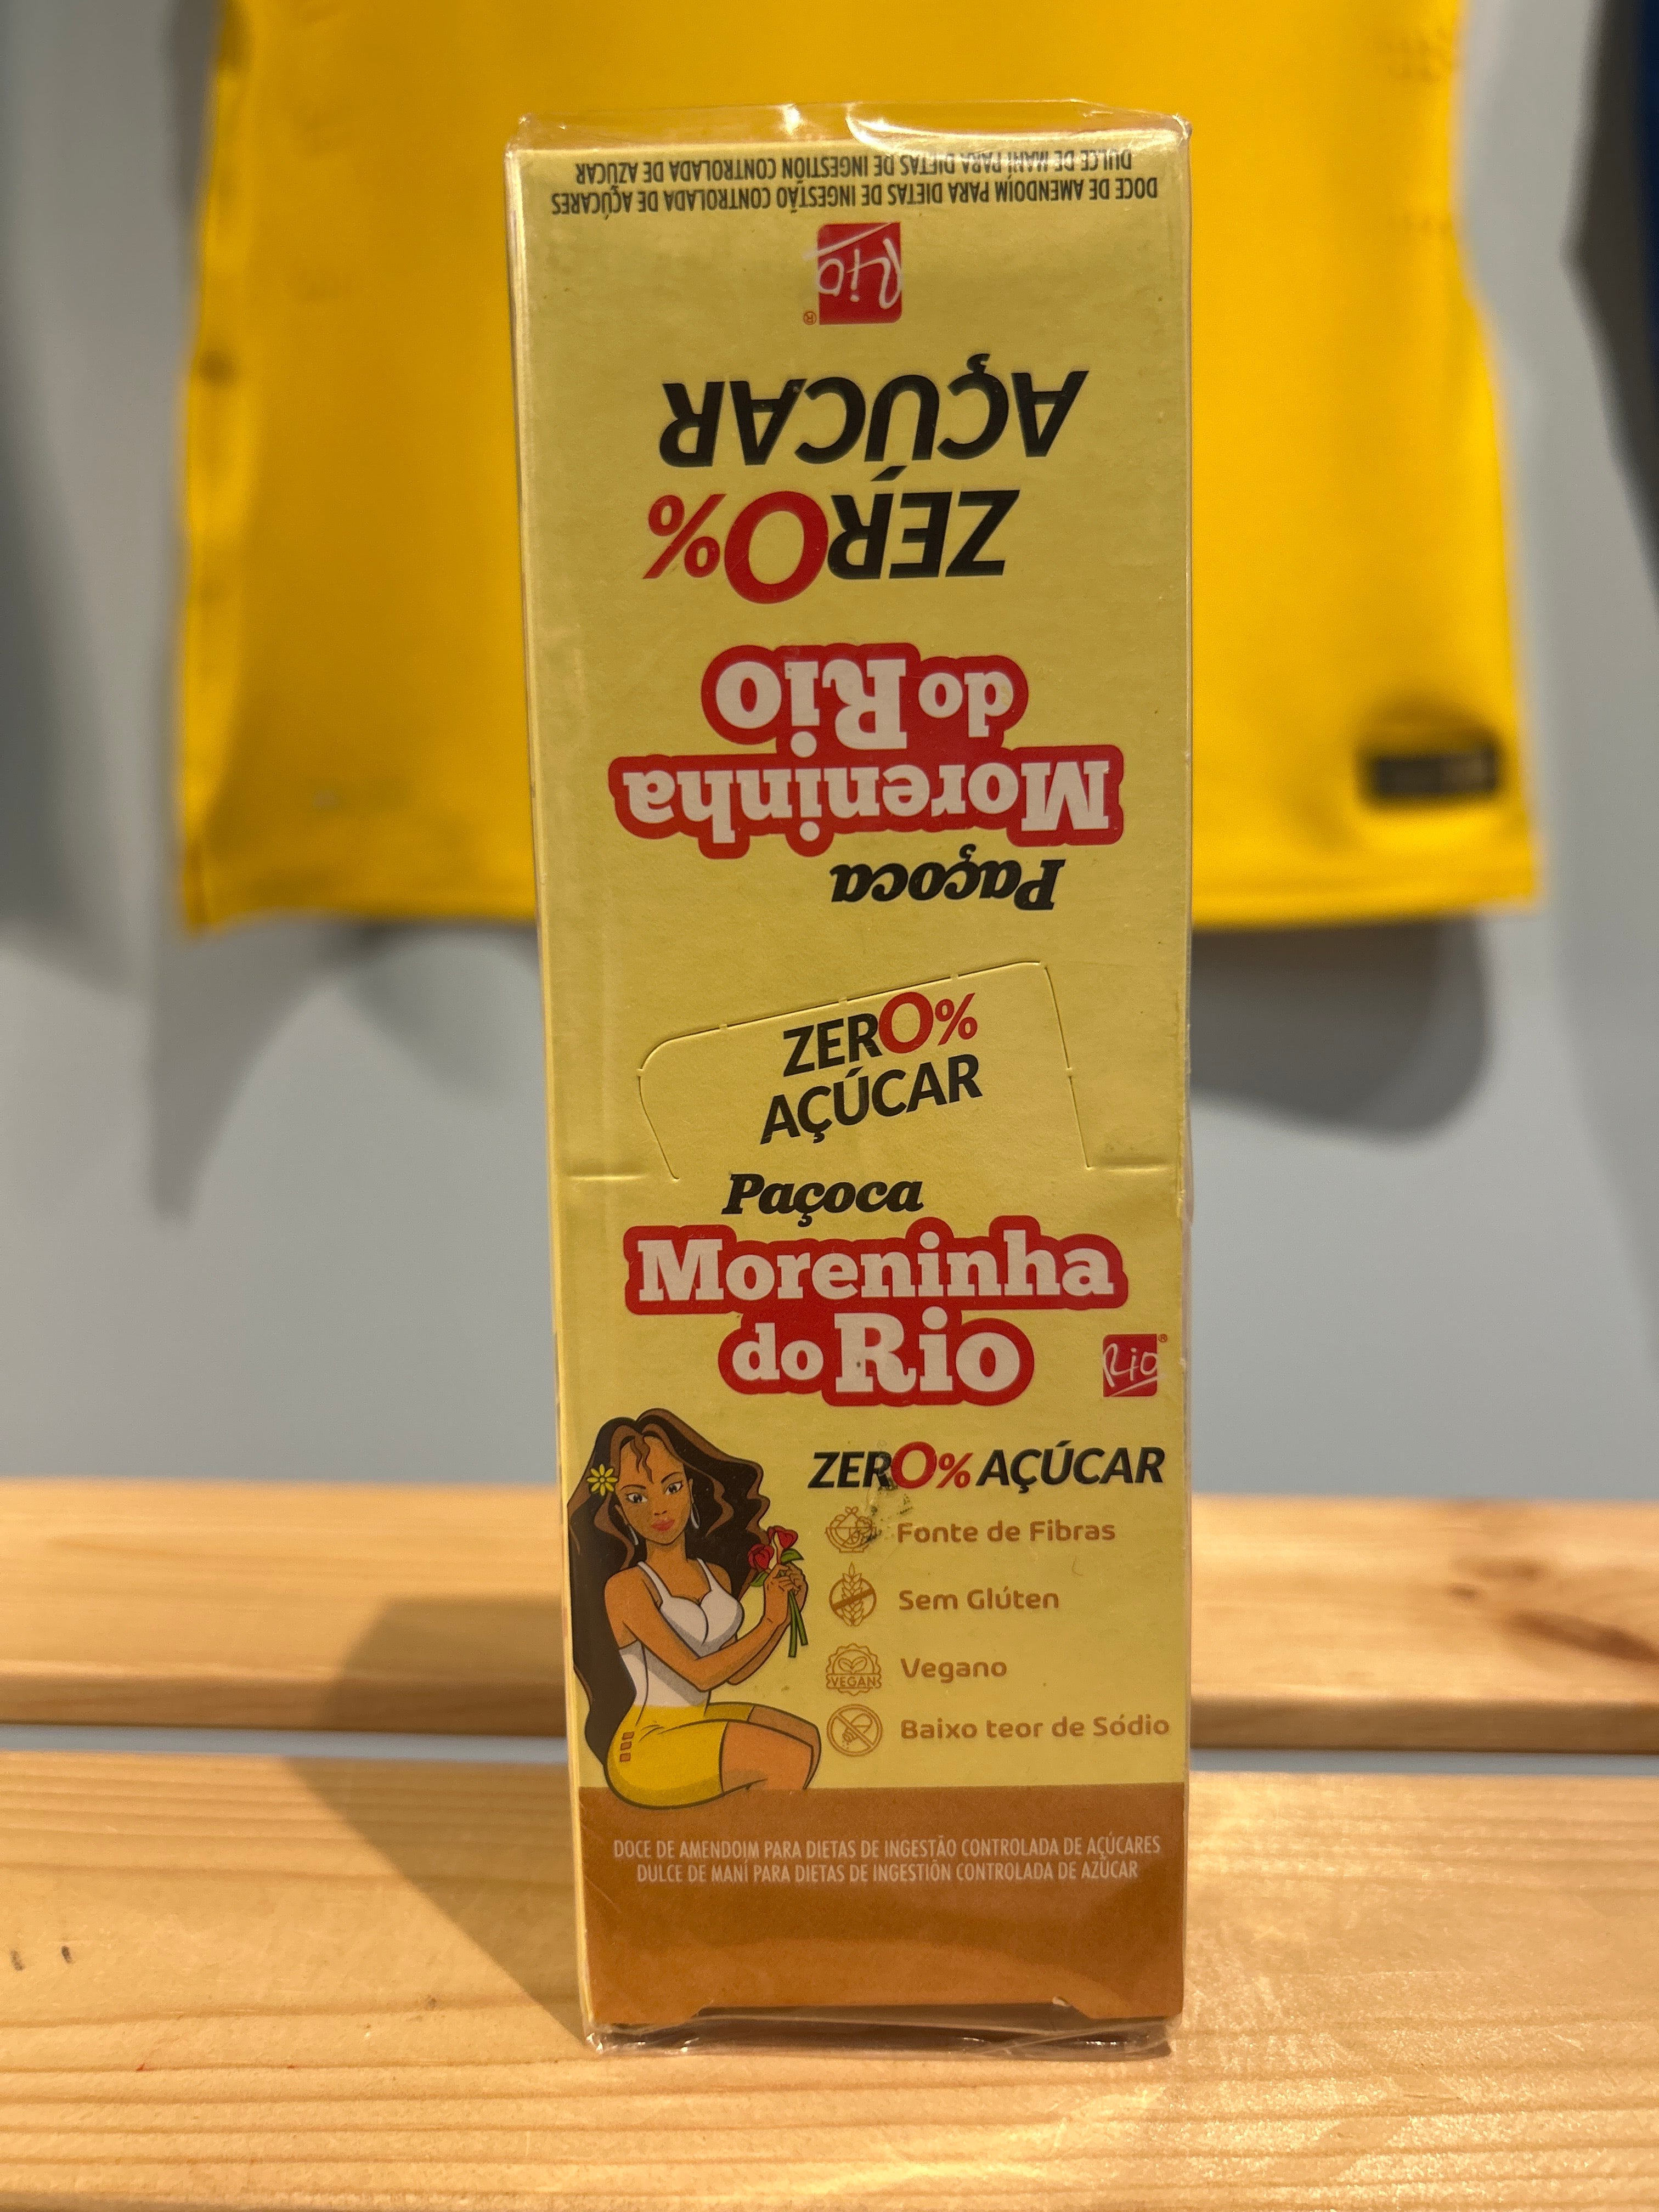 DULCE DE MANÍ PARA DIETAS DE INGESTIÓN CONTROLADA DE AZUCAR
DOCE DE AMENDOIM PARA DIETAS DE INGESTÃO CONTROLADA DE AÇÚCARES
Rio
®
AÇÚCAR
ZERO%
do Rio
Moreninha
Paçoca
ZERO%
AÇÚCAR
Paçoca
Moreninha
do Rio
Rio®
ZERO% AÇÚCAR
Fonte de Fibras
Sem Glúten
VEGAN
Vegano
Baixo teor de Sódio
DOCE DE AMENDOIM PARA DIETAS DE INGESTÃO CONTROLADA DE AÇÚCARES
DULCE DE MANÍ PARA DIETAS DE INGESTIÓN CONTROLADA DE AZÚCAR